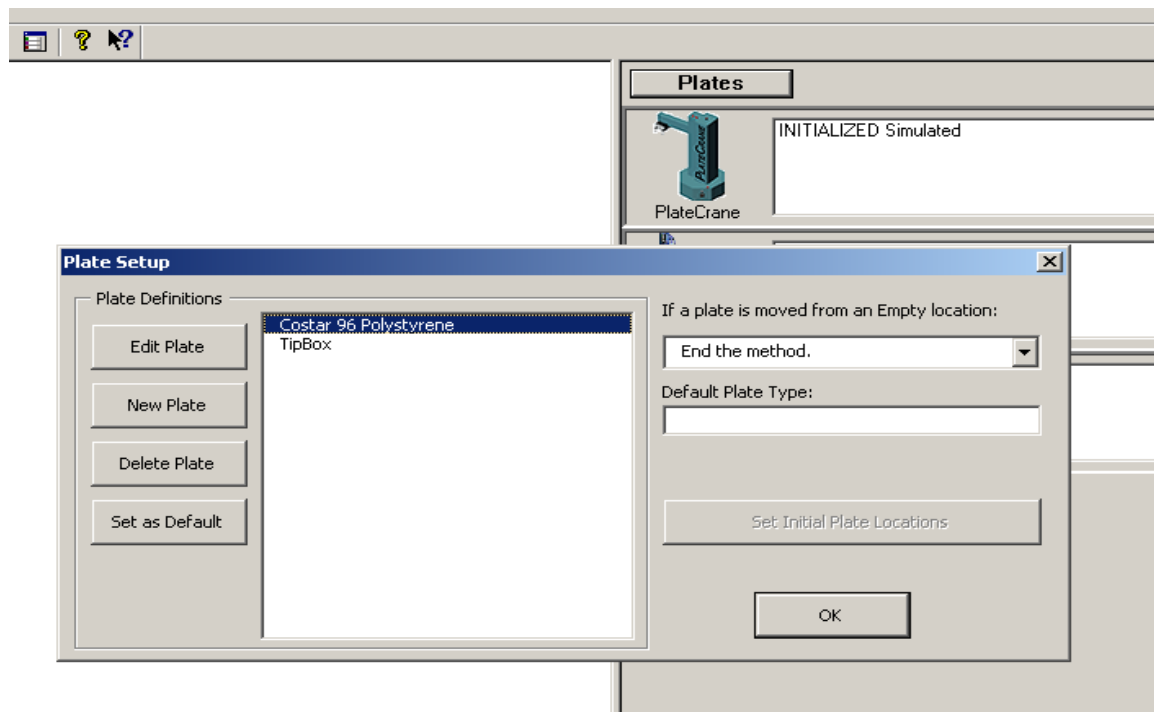 Plates
INITIALIZED Simulated
PLATECRANE
PlateCrane
Plate Setup
Plate Definitions
Edit Plate
New Plate
Delete Plate
Set as Default
Costar 96 Polystyrene
TipBox
If a plate is moved from an Empty location:
End the method.
Default Plate Type:
Set Initial Plate Locations
OK